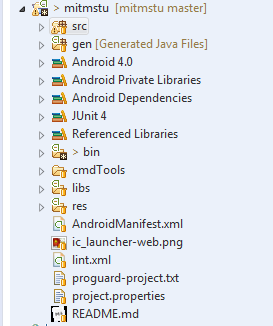 > mitmstu [mitmstu master]
src
gen [Generated Java Files]
Android 4.0
Android Private Libraries
Android Dependencies
JUnit 4
Referenced Libraries
> bin
cmdTools
libs
res
AndroidManifest.xml
ic_launcher-web.png
lint.xml
proguard-project.txt
project.properties
README.md